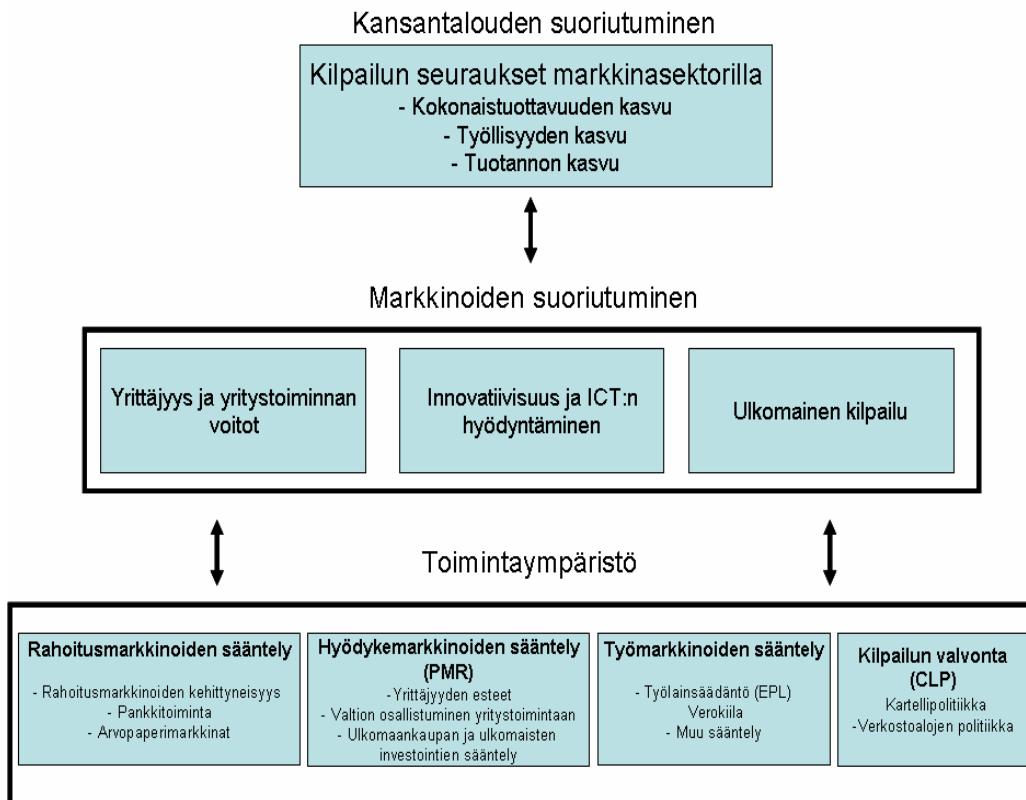 Kansantalouden suoriutuminen
Kilpailun seuraukset markkinasektorilla
- Kokonaistuottavuuden kasvu
- Työllisyyden kasvu
- Tuotannon kasvu
Markkinoiden suoriutuminen
Yrittäjyys ja yritystoiminnan
voitot
Innovatiivisuus ja ICT:n
hyödyntäminen
Ulkomainen kilpailu
Toimintaympäristö
Rahoitusmarkkinoiden sääntely
- Rahoitusmarkkinoiden kehittyneisyys
- Pankkitoiminta
- Arvopaperimarkkinat
Hyödykemarkkinoiden sääntely
(PMR)
-Yrittäjyyden esteet
- Valtion osallistuminen yritystoimintaan
- Ulkomaankaupan ja ulkomaisten
investointien sääntely
Työmarkkinoiden sääntely
- Työlainsäädäntö (EPL)
Verokiila
- Muu sääntely
Kilpailun valvonta
(CLP)
Kartellipolitiikka
-Verkostoalojen politiikka